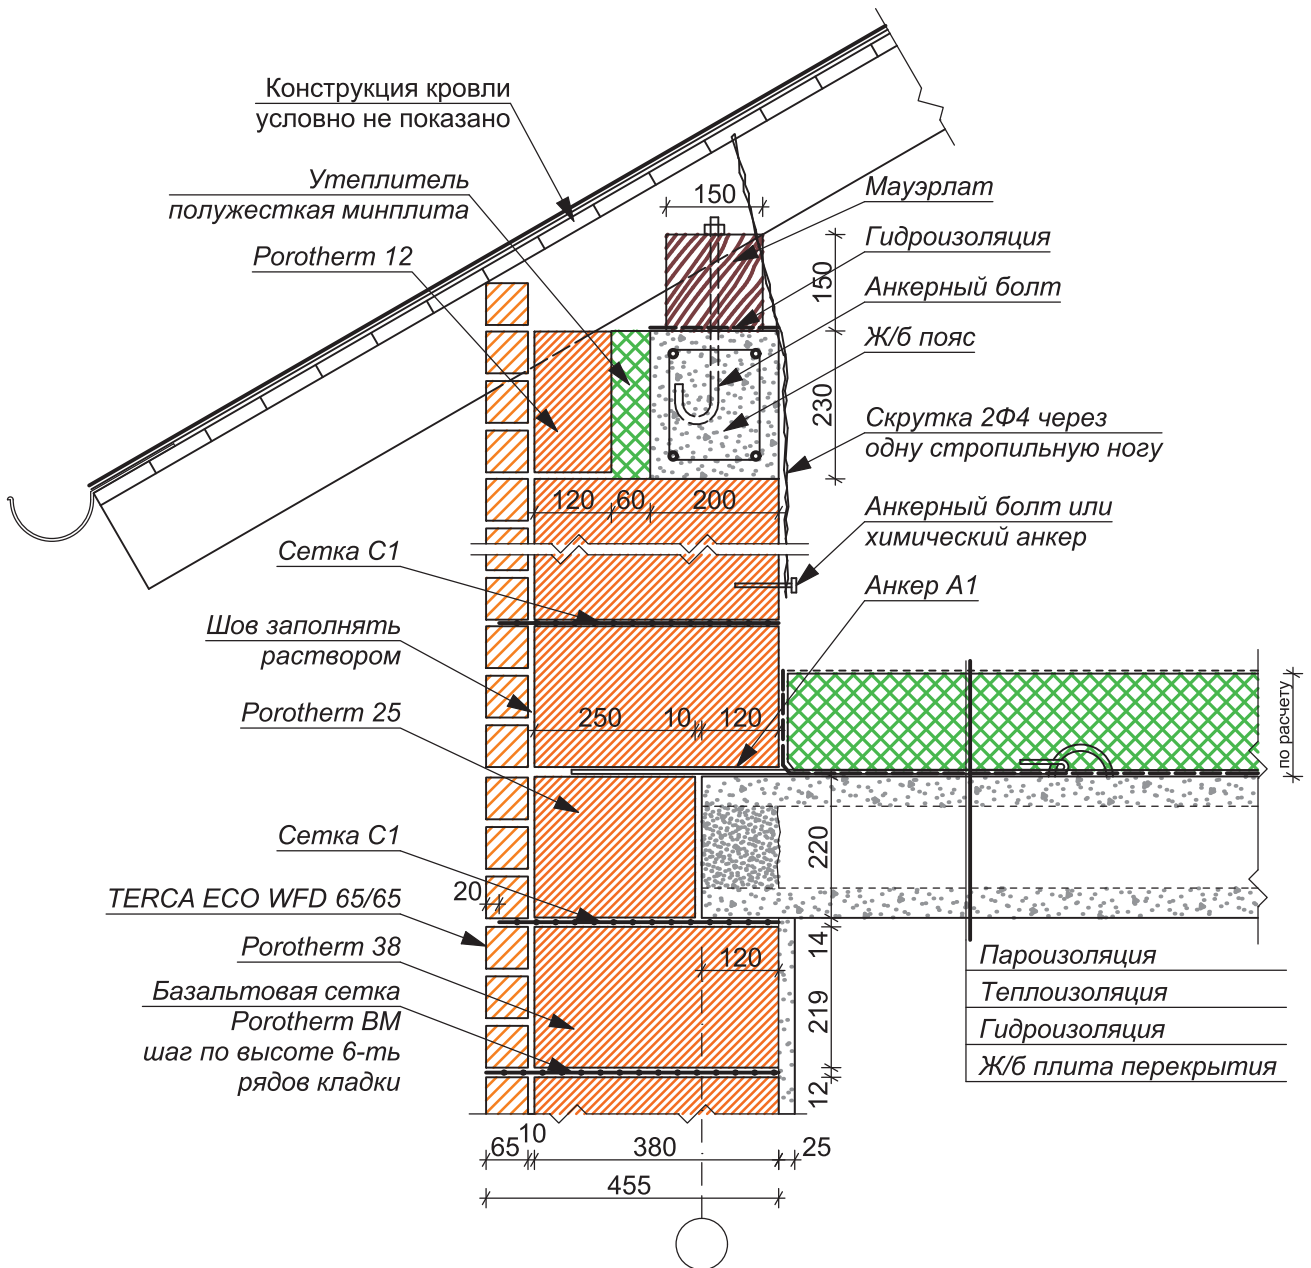 Конструкция кровли
условно не показано
Утеплитель
полужесткая минплита
Porotherm 12
150
Мауэрлат
Гидроизоляция
150
Анкерный болт
Ж/б пояс
230
Скрутка 2Ф4 через
одну стропильную ногу
120
60
200
Анкерный болт или
химический анкер
Сетка С1
Анкер А1
Шов заполнять
раствором
Porotherm 25
250
10
120
по расчету
Сетка С1
220
TERCA ECO WFD 65/65
20
Porotherm 38
120
14
Базальтовая сетка
Porotherm BM
шаг по высоте 6-ть
рядов кладки
219
12
Пароизоляция
Теплоизоляция
Гидроизоляция
Ж/б плита перекрытия
65
10
380
25
455